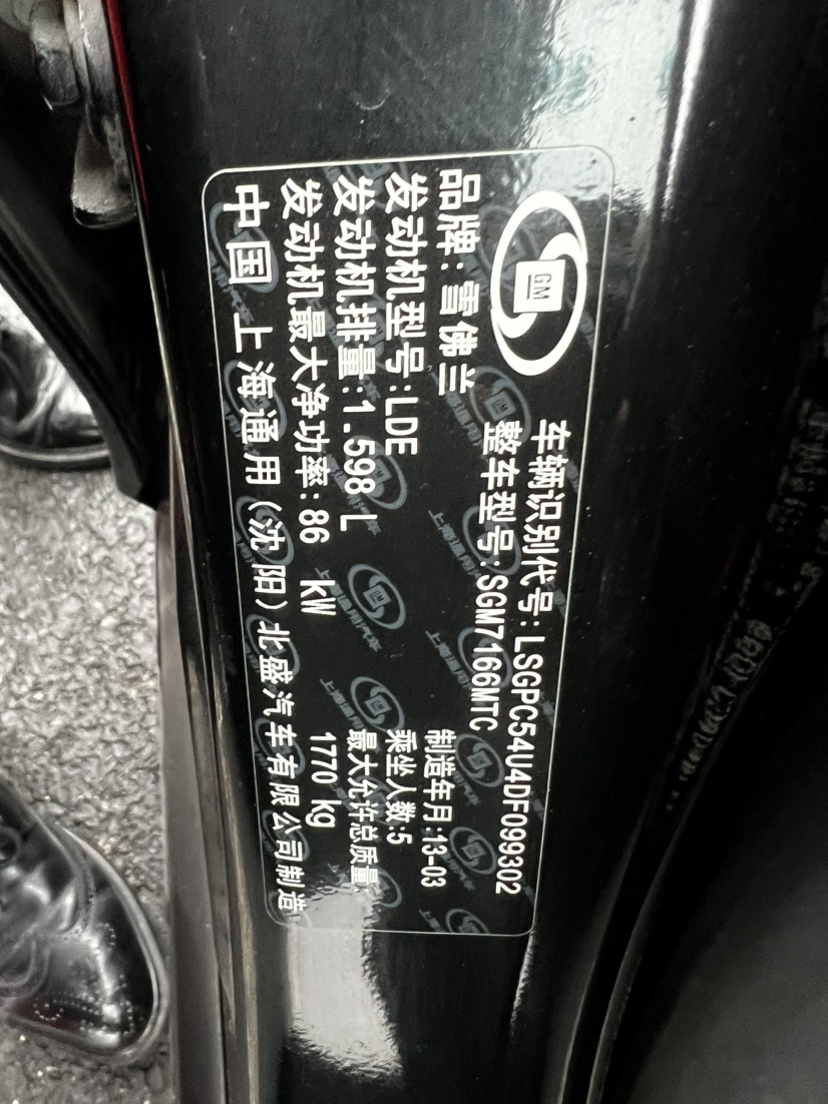 GM
车辆识别代号:LSGPC54U4DF099302
整车型号:SGM7166MTC
品牌:雪佛兰
发动机型号:LDE
制造年月:13-03
发动机排量:1.598 L
乘坐人数:5
发动机最大净功率:86 kW
最大允许总质量:
1770 kg
中国 上海通用(沈阳)北盛汽车有限公司制造